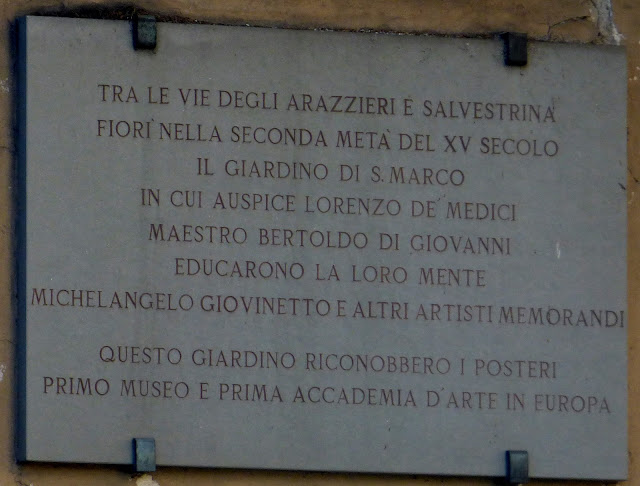 TRA LE VIE DEGLI ARAZZIERI E SALVESTRINA
FIORÌ NELLA SECONDA METÀ DEL XV SECOLO
IL GIARDINO DI S. MARCO
IN CUI AUSPICE LORENZO DE' MEDICI
MAESTRO BERTOLDO DI GIOVANNI
EDUCARONO LA LORO MENTE
MICHELANGELO GIOVINETTO E ALTRI ARTISTI MEMORANDI
QUESTO GIARDINO RICONOBBERO I POSTERI
PRIMO MUSEO E PRIMA ACCADEMIA D'ARTE IN EUROPA